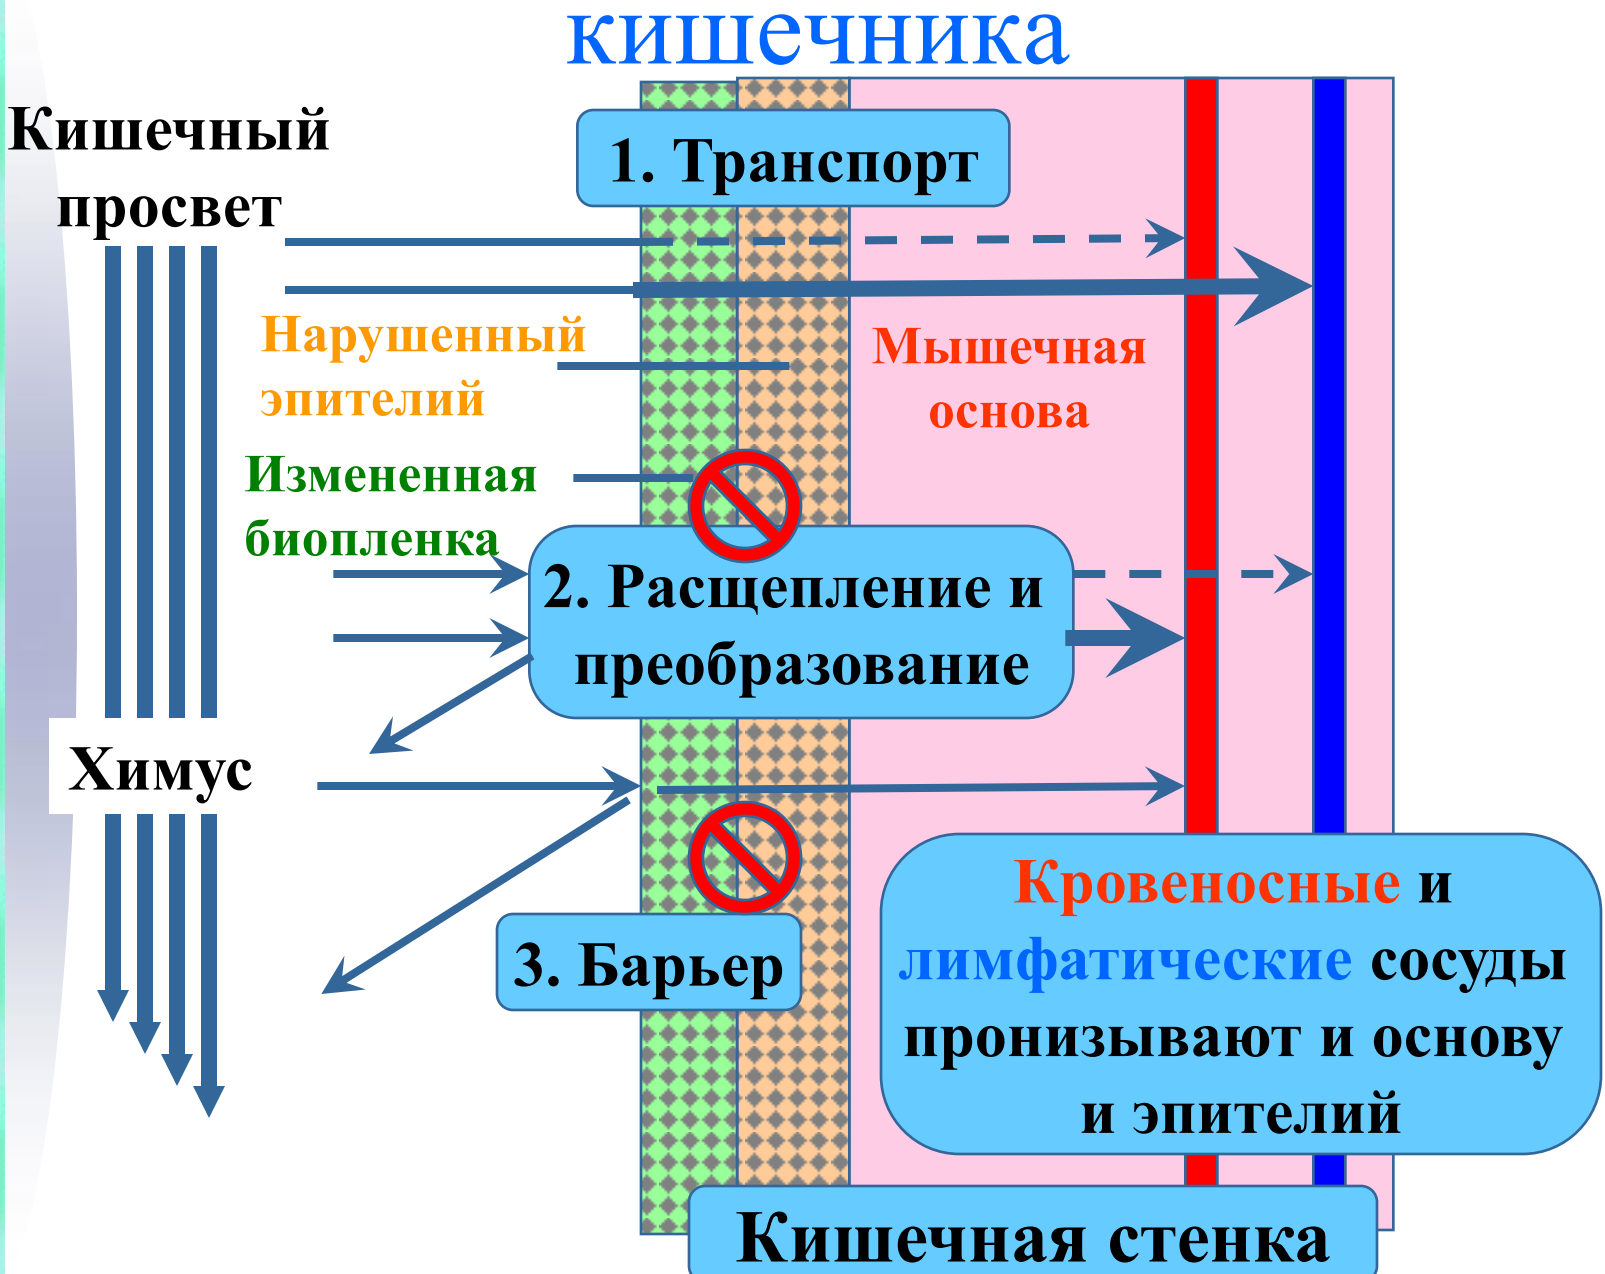 кишечника
Кишечный
просвет
1. Транспорт
Нарушенный
эпителий
Мышечная
основа
Измененная
биопленка
2. Расщепление и
преобразование
Химус
3. Барьер
Кровеносные и
лимфатические сосуды
пронизывают и основу
и эпителий
Кишечная стенка